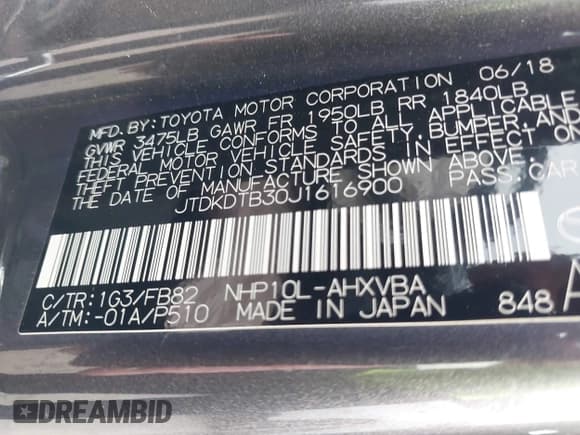 MFD.BY:TOYOTA MOTOR CORPORATION 06/18
GVWR 3475LB GAWR FR 1950LB RR 1840LB
THIS VEHICLE CONFORMS TO ALL APPLICABLE
FEDERAL MOTOR VEHICLE SAFETY,BUMPER,AND
THEFT PREVENTION STANDARDS IN EFFECT ON
THE DATE OF MANUFACTURE SHOWN ABOVE.
JTDKDTB30J1616900 PASS.CAR
C/TR:1G3/FB82 NHP10L-AHXVBA
A/TM:-01A/P510 MADE IN JAPAN 848
DREAMBID